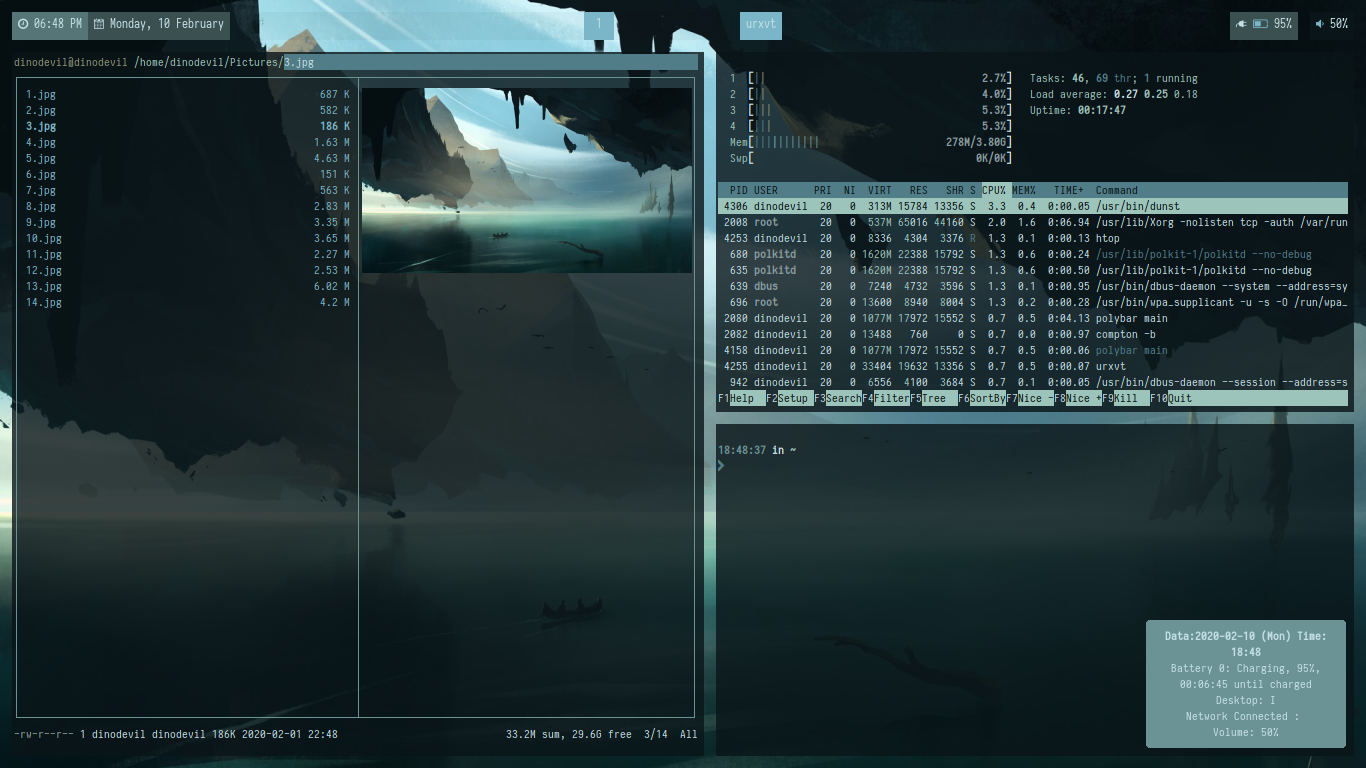 06:48 PM Monday, 10 February 1 urxvt 95% 50%
dinodevil@dinodevil /home/dinodevil/Pictures/3.jpg
1.jpg 687 K
2.jpg 582 K
3.jpg 186 K
4.jpg 1.63 M
5.jpg 4.63 M
6.jpg 151 K
7.jpg 563 K
8.jpg 2.83 M
9.jpg 3.35 M
10.jpg 3.65 M
11.jpg 2.27 M
12.jpg 2.53 M
13.jpg 6.02 M
14.jpg 4.2 M
-rw-r--r-- 1 dinodevil dinodevil 186K 2020-02-01 22:48 33.2M sum, 29.6G free 3/14 All
1 [|| 2.7%] Tasks: 46, 69 thr; 1 running
2 [|| 4.0%] Load average: 0.27 0.25 0.18
3 [||| 5.3%] Uptime: 00:17:47
4 [||| 5.3%]
Mem[||||||||||| 278M/3.80G]
Swp[ 0K/0K]
PID USER PRI NI VIRT RES SHR S CPU% MEM% TIME+ Command
4306 dinodevil 20 0 313M 15784 13356 S 3.3 0.4 0:00.05 /usr/bin/dunst
2008 root 20 0 537M 65016 44160 S 2.0 1.6 0:06.94 /usr/lib/Xorg -nolisten tcp -auth /var/run
4253 dinodevil 20 0 8336 4304 3376 R 1.3 0.1 0:00.13 htop
680 polkitd 20 0 1620M 22388 15792 S 1.3 0.6 0:00.24 /usr/lib/polkit-1/polkitd --no-debug
635 polkitd 20 0 1620M 22388 15792 S 1.3 0.6 0:00.50 /usr/lib/polkit-1/polkitd --no-debug
639 dbus 20 0 7240 4732 3596 S 1.3 0.1 0:00.95 /usr/bin/dbus-daemon --system --address=sy
696 root 20 0 13600 8940 8004 S 1.3 0.2 0:00.28 /usr/bin/wpa_supplicant -u -s -O /run/wpa_
2080 dinodevil 20 0 1077M 17972 15552 S 0.7 0.5 0:04.13 polybar main
2082 dinodevil 20 0 13488 760 0 S 0.7 0.0 0:00.97 compton -b
4158 dinodevil 20 0 1077M 17972 15552 S 0.7 0.5 0:00.06 polybar main
4255 dinodevil 20 0 33404 19632 13356 S 0.7 0.5 0:00.07 urxvt
942 dinodevil 20 0 6556 4100 3684 S 0.7 0.1 0:00.05 /usr/bin/dbus-daemon --session --address=s
F1Help F2Setup F3SearchF4FilterF5Tree F6SortByF7Nice -F8Nice +F9Kill F10Quit
18:48:37 in ~
❯
Data:2020-02-10 (Mon) Time:
18:48
Battery 0: Charging, 95%,
00:06:45 until charged
Desktop: I
Network Connected :
Volume: 50%